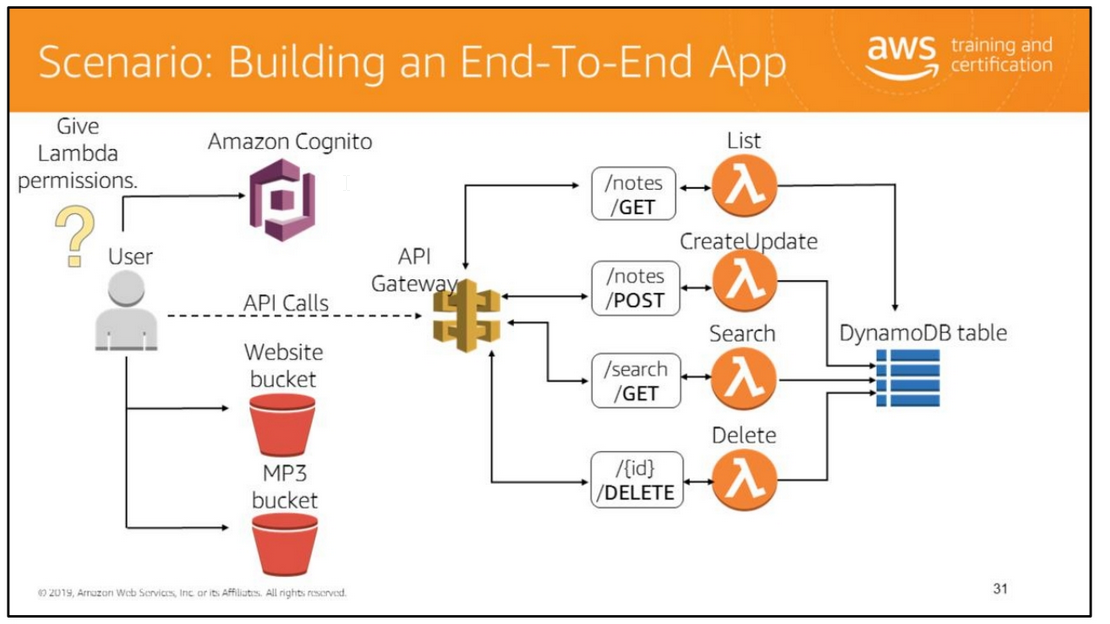 Scenario: Building an End-To-End App
aws training and
certification
Give
Lambda
permissions.
?
User
Amazon Cognito
API Calls
Website
bucket
MP3
bucket
API
Gateway
/notes
/GET
List
/notes
/POST
CreateUpdate
/search
/GET
Search
/{id}
/DELETE
Delete
DynamoDB table
© 2019, Amazon Web Services, Inc. or its Affiliates. All rights reserved.
31